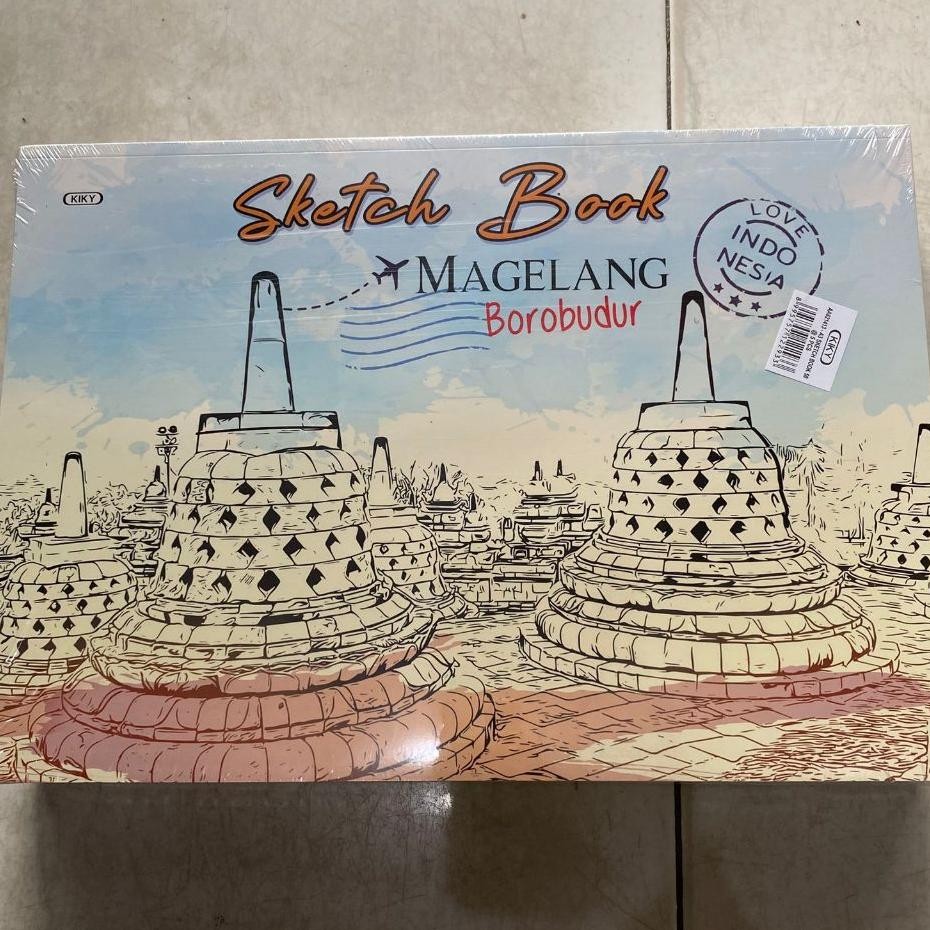 KIKY
Sketch Book
LOVE
INDO
NESIA
MAGELANG
Borobudur
KIKY